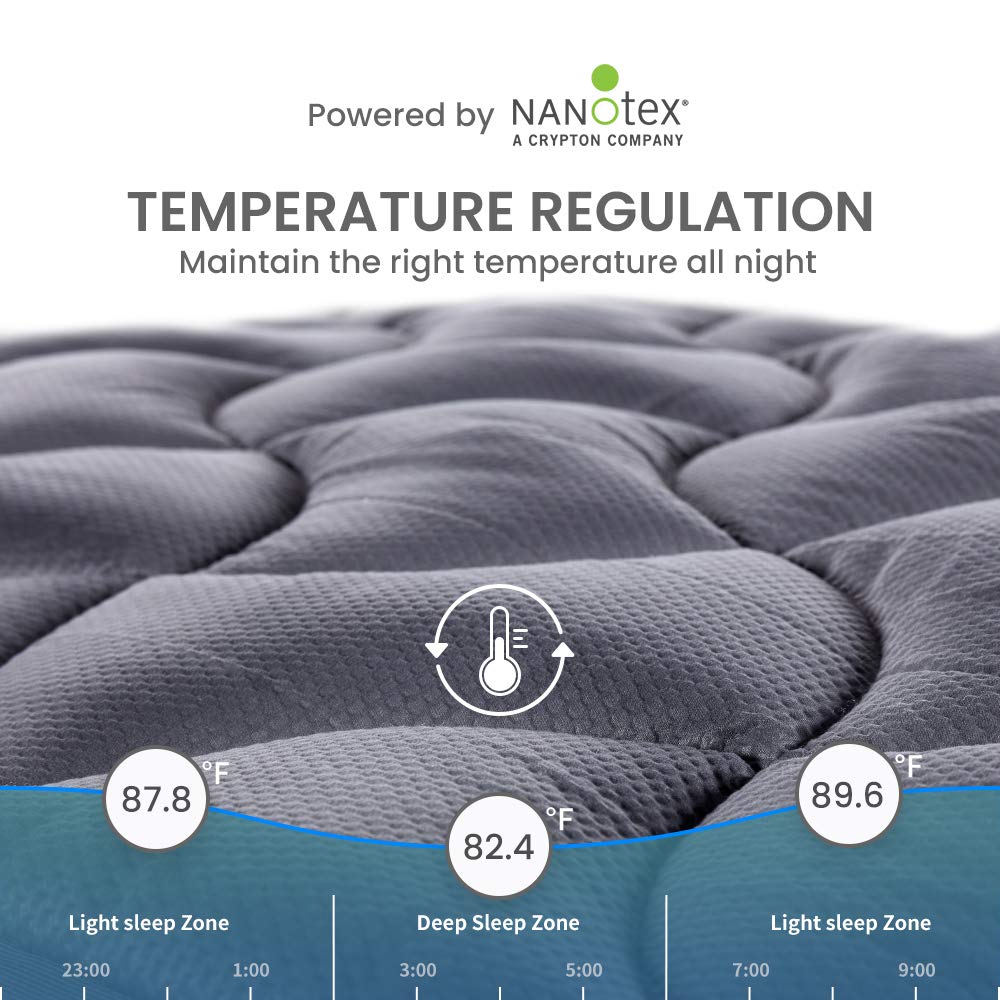 Powered by NANOtex®
A CRYPTON COMPANY
TEMPERATURE REGULATION
Maintain the right temperature all night
87.8 °F
82.4 °F
89.6 °F
Light sleep Zone
Deep Sleep Zone
Light sleep Zone
23:00 1:00 3:00 5:00 7:00 9:00